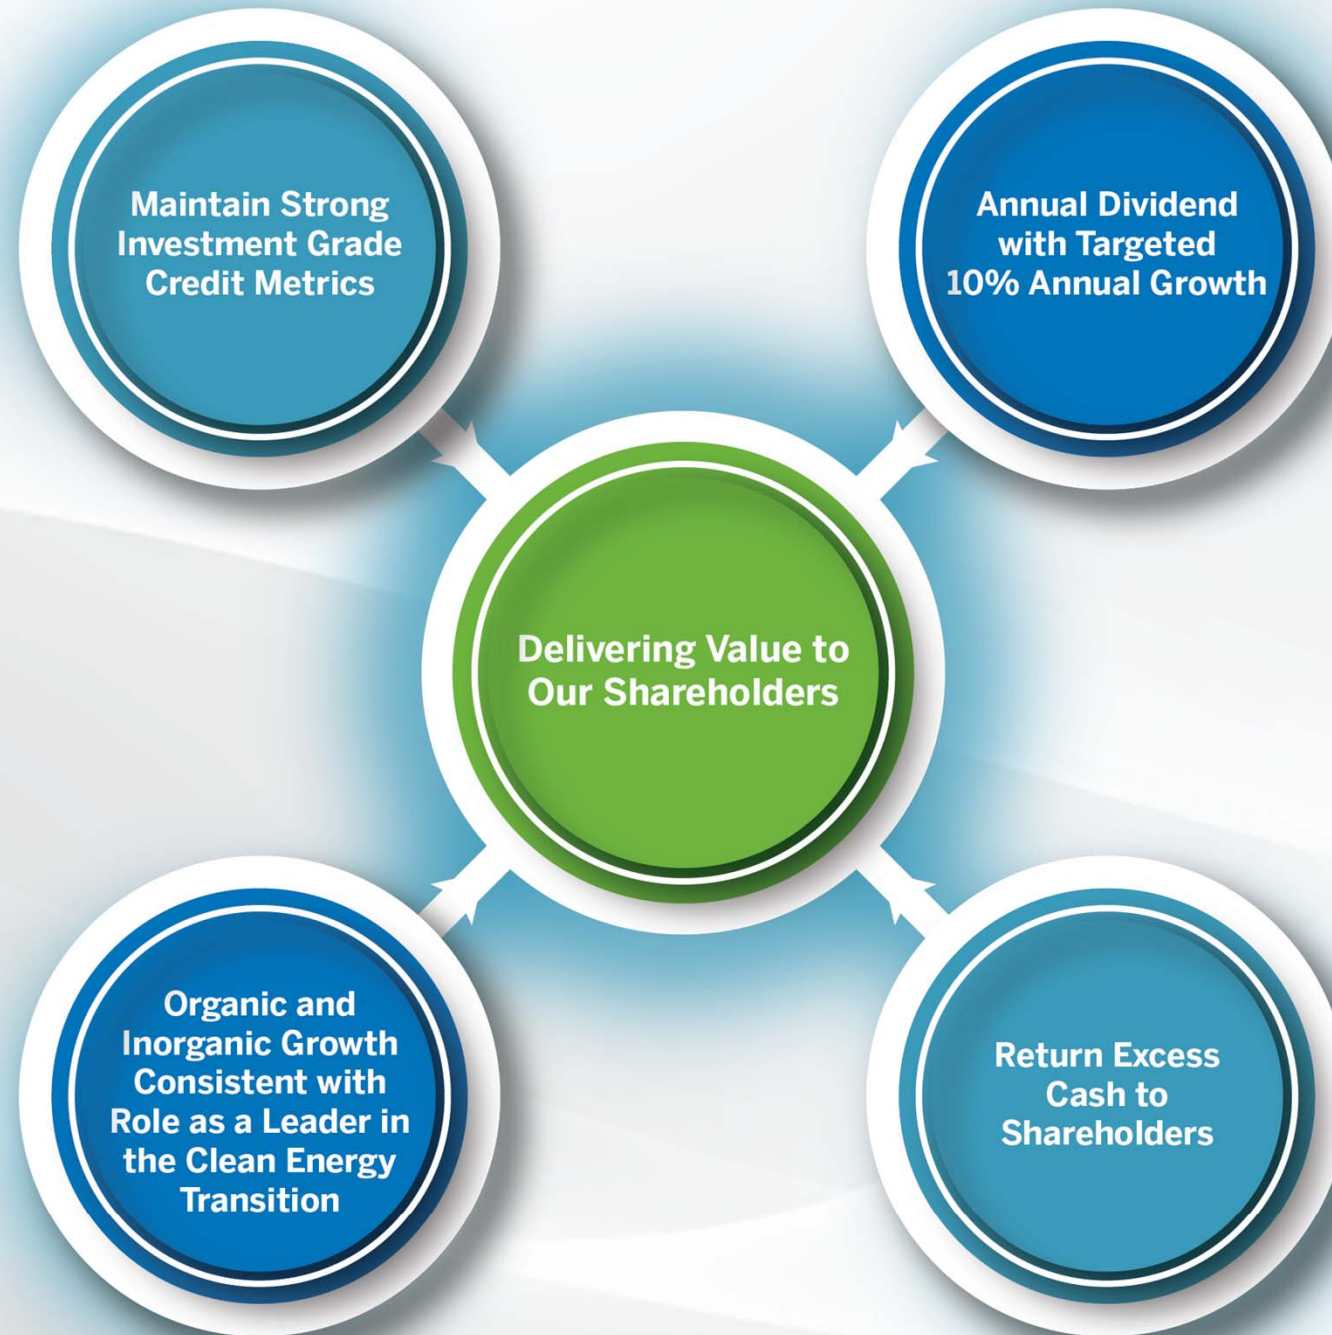 Maintain Strong
Investment Grade
Credit Metrics
Annual Dividend
with Targeted
10% Annual Growth
Delivering Value to
Our Shareholders
Organic and
Inorganic Growth
Consistent with
Role as a Leader in
the Clean Energy
Transition
Return Excess
Cash to
Shareholders